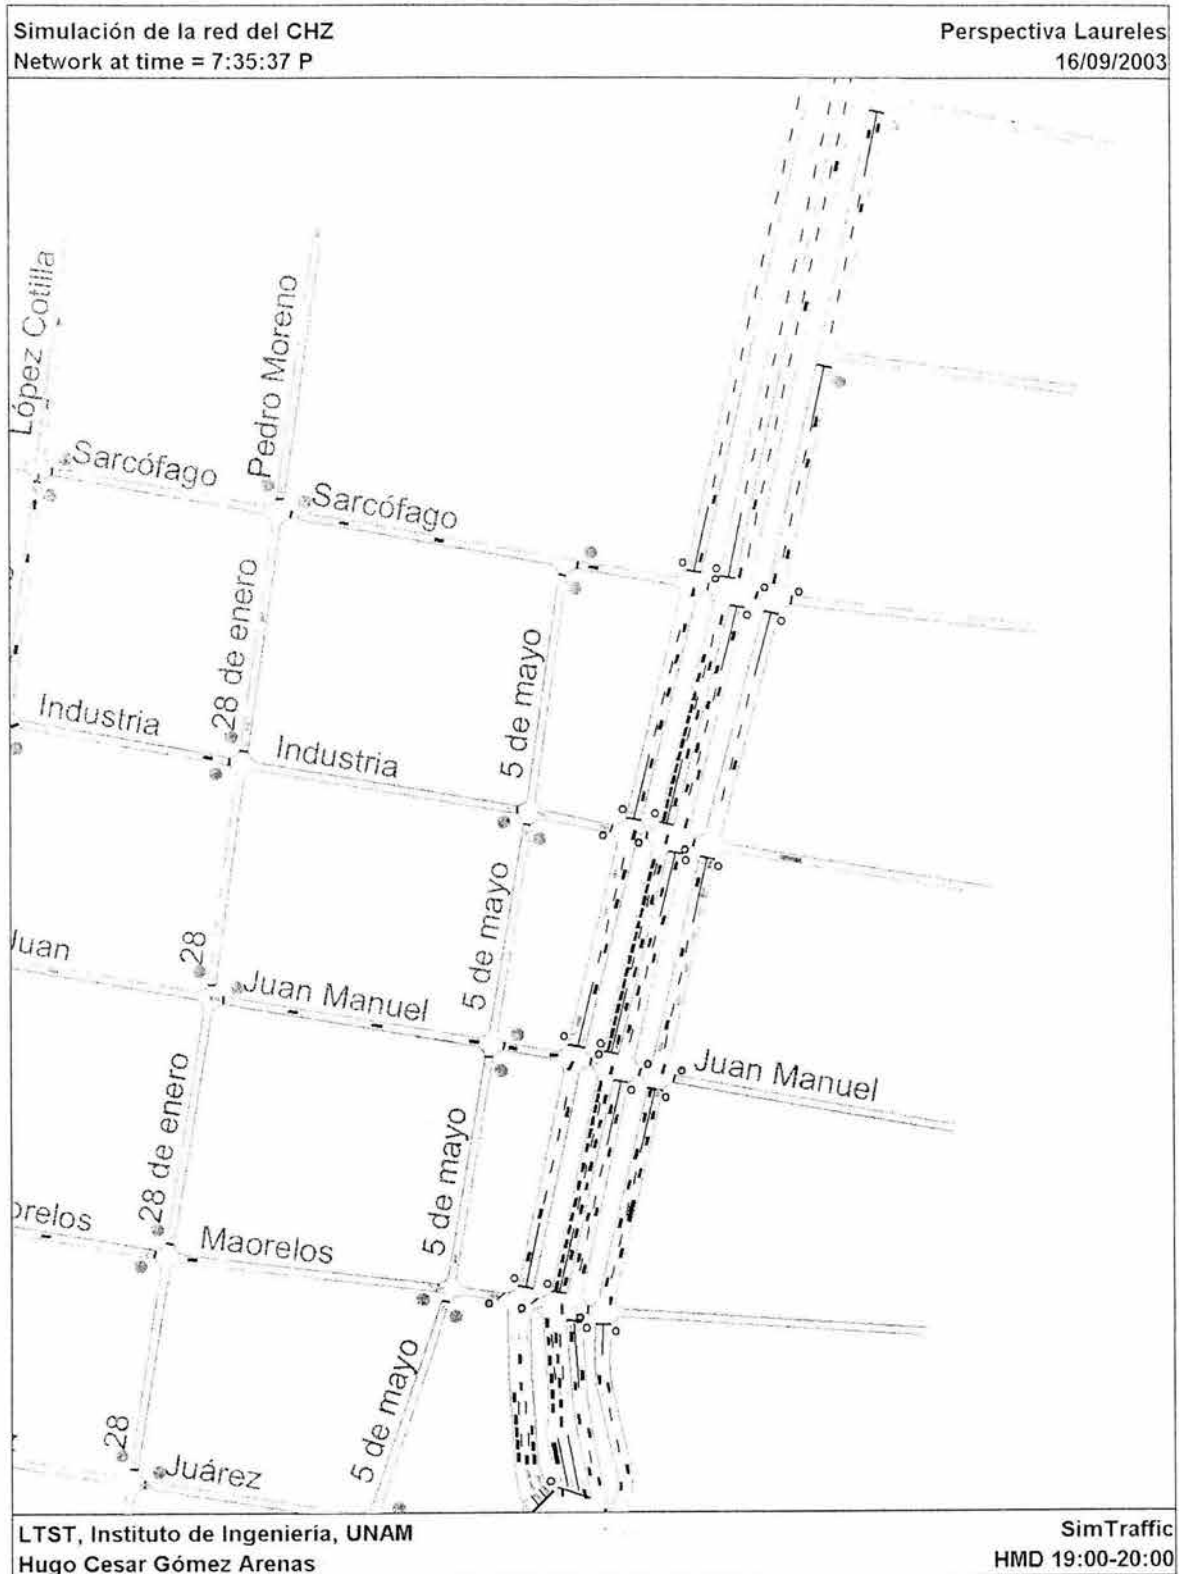 Simulación de la red del CHZ
Network at time = 7:35:37 P
Perspectiva Laureles
16/09/2003
López Cotilla
Pedro Moreno
Sarcófago
Sarcófago
28 de enero
5 de mayo
Industria
Industria
5 de mayo
Juan
28
Juan Manuel
Juan Manuel
28 de enero
5 de mayo
orelos
Maorelos
28
5 de mayo
Juárez
LTST, Instituto de Ingeniería, UNAM
Hugo Cesar Gómez Arenas
SimTraffic
HMD 19:00-20:00